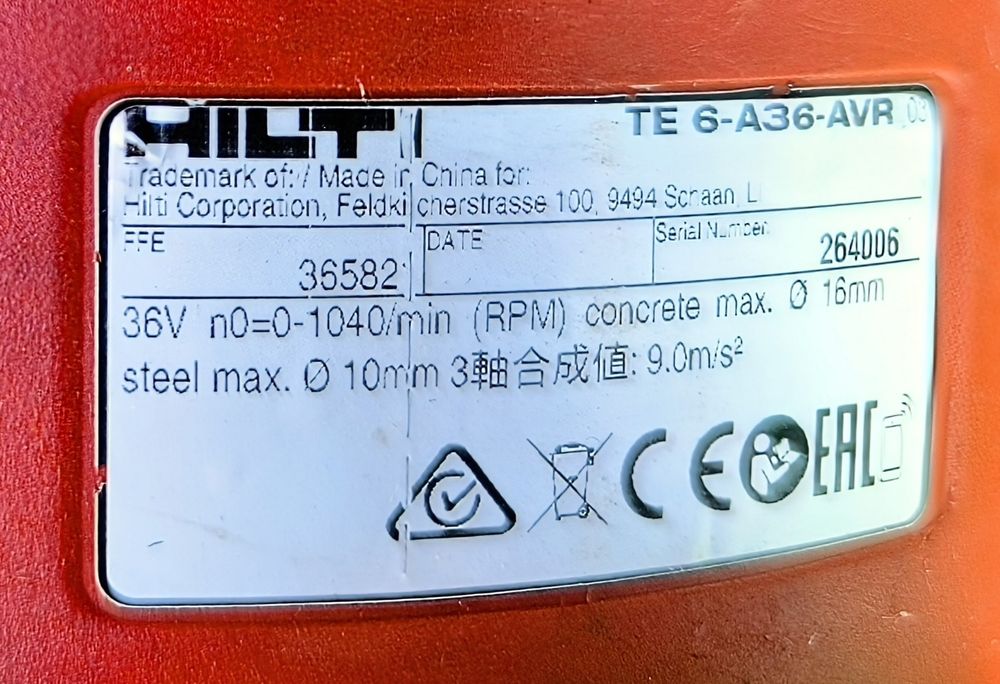 HILTI
TE 6-A36-AVR 03
Trademark of: / Made in China for:
Hilti Corporation, Feldkircherstrasse 100, 9494 Schaan, LI
DATE
Serial Number:
36582
264006
36V n0=0-1040/min (RPM) concrete max. Ø 16mm
steel max. Ø 10mm 3軸合成値: 9.0m/s²
CE
EAC